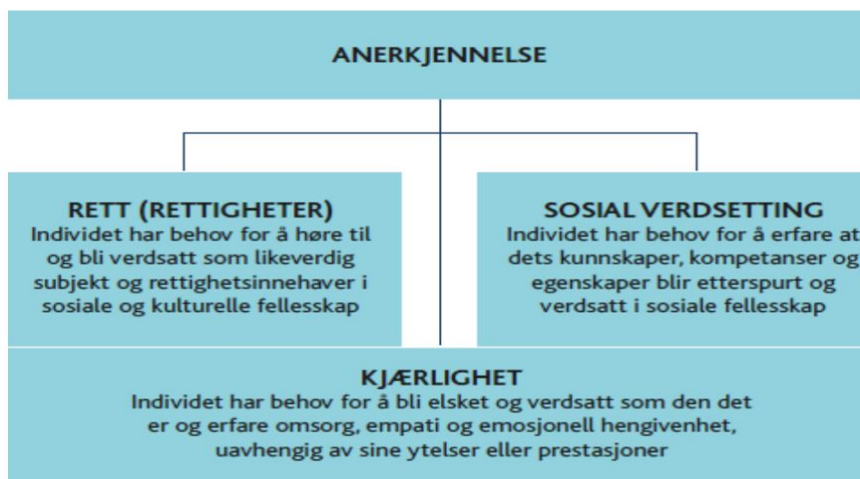 ANERKJENNELSE
RETT (RETTIGHETER)
Individet har behov for å høre til
og bli verdsatt som likeverdig
subjekt og rettighetsinnehaver i
sosiale og kulturelle fellesskap
SOSIAL VERDSETTING
Individet har behov for å erfare at
dets kunnskaper, kompetanser og
egenskaper blir etterspurt og
verdsatt i sosiale fellesskap
KJÆRLIGHET
Individet har behov for å bli elsket og verdsatt som den det
er og erfare omsorg, empati og emosjonell hengivenhet,
uavhengig av sine ytelser eller prestasjoner